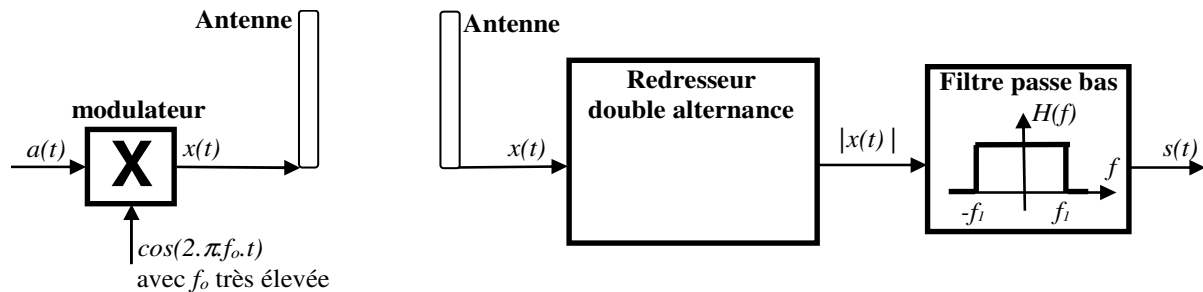 Antenne
modulateur
a(t)
X
x(t)
cos(2.π.fₒ.t)
avec fₒ très élevée
Antenne
x(t)
Redresseur
double alternance
|x(t)|
Filtre passe bas
H(f)
f
-f₁
f₁
s(t)